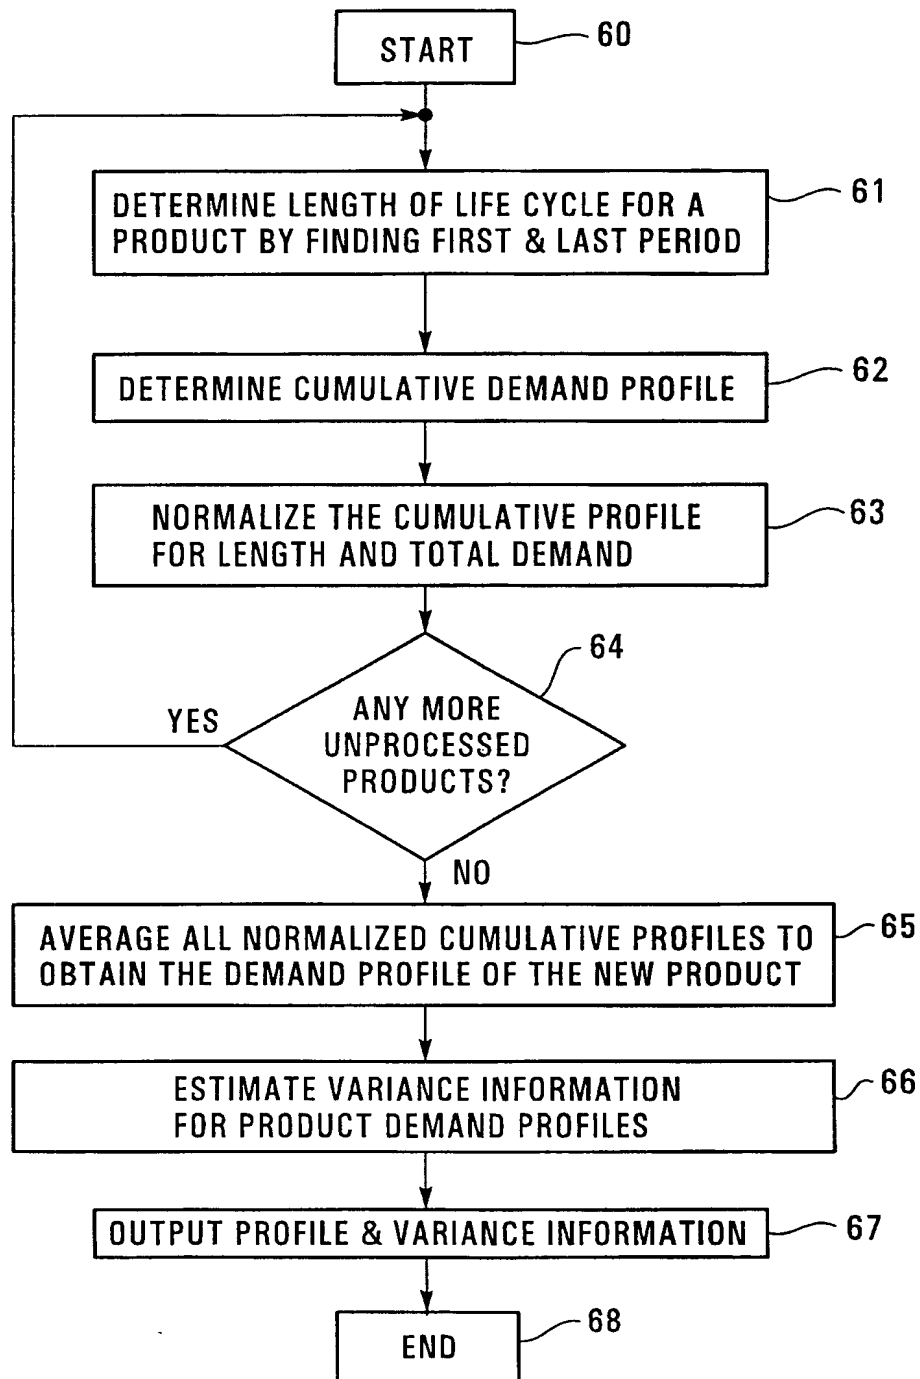 START
60
DETERMINE LENGTH OF LIFE CYCLE FOR A
PRODUCT BY FINDING FIRST & LAST PERIOD
61
DETERMINE CUMULATIVE DEMAND PROFILE
62
NORMALIZE THE CUMULATIVE PROFILE
FOR LENGTH AND TOTAL DEMAND
63
64
YES
ANY MORE
UNPROCESSED
PRODUCTS?
NO
AVERAGE ALL NORMALIZED CUMULATIVE PROFILES TO
OBTAIN THE DEMAND PROFILE OF THE NEW PRODUCT
65
ESTIMATE VARIANCE INFORMATION
FOR PRODUCT DEMAND PROFILES
66
OUTPUT PROFILE & VARIANCE INFORMATION
67
END
68